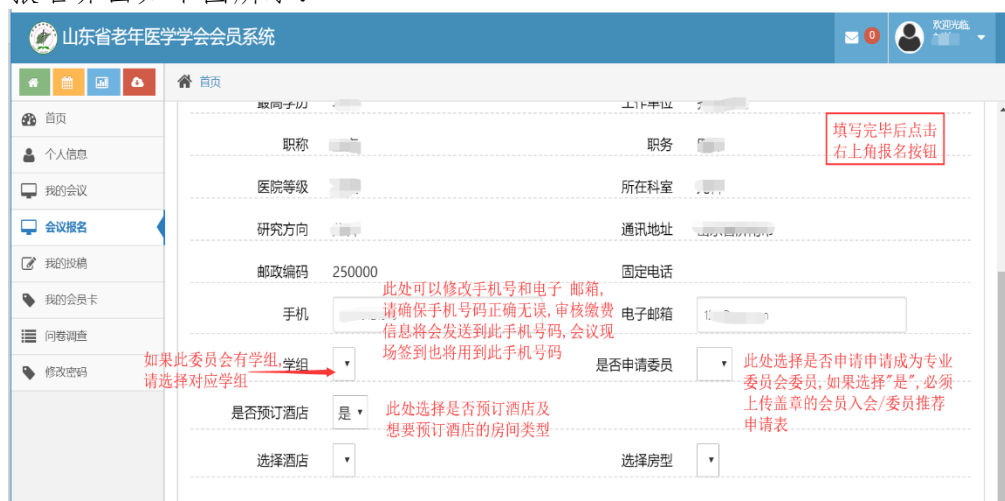 山东省老年医学学会会员系统
0
欢迎光临,
首页
首页
个人信息
我的会议
会议报名
我的投稿
我的会员卡
问卷调查
修改密码
最高学历
工作单位
填写完毕后点击
右上角报名按钮
职称
职务
医院等级
所在科室
研究方向
通讯地址
邮政编码 250000
固定电话
此处可以修改手机号和电子 邮箱,
请确保手机号码正确无误,审核缴费
信息将会发送到此手机号码,会议现
场签到也将用到此手机号码
手机
电子邮箱
如果此委员会有学组,
请选择对应学组
学组
是否申请委员
此处选择是否申请申请成为专业
委员会委员,如果选择"是",必须
上传盖章的会员入会/委员推荐
申请表
是否预订酒店 是
此处选择是否预订酒店及
想要预订酒店的房间类型
选择酒店
选择房型